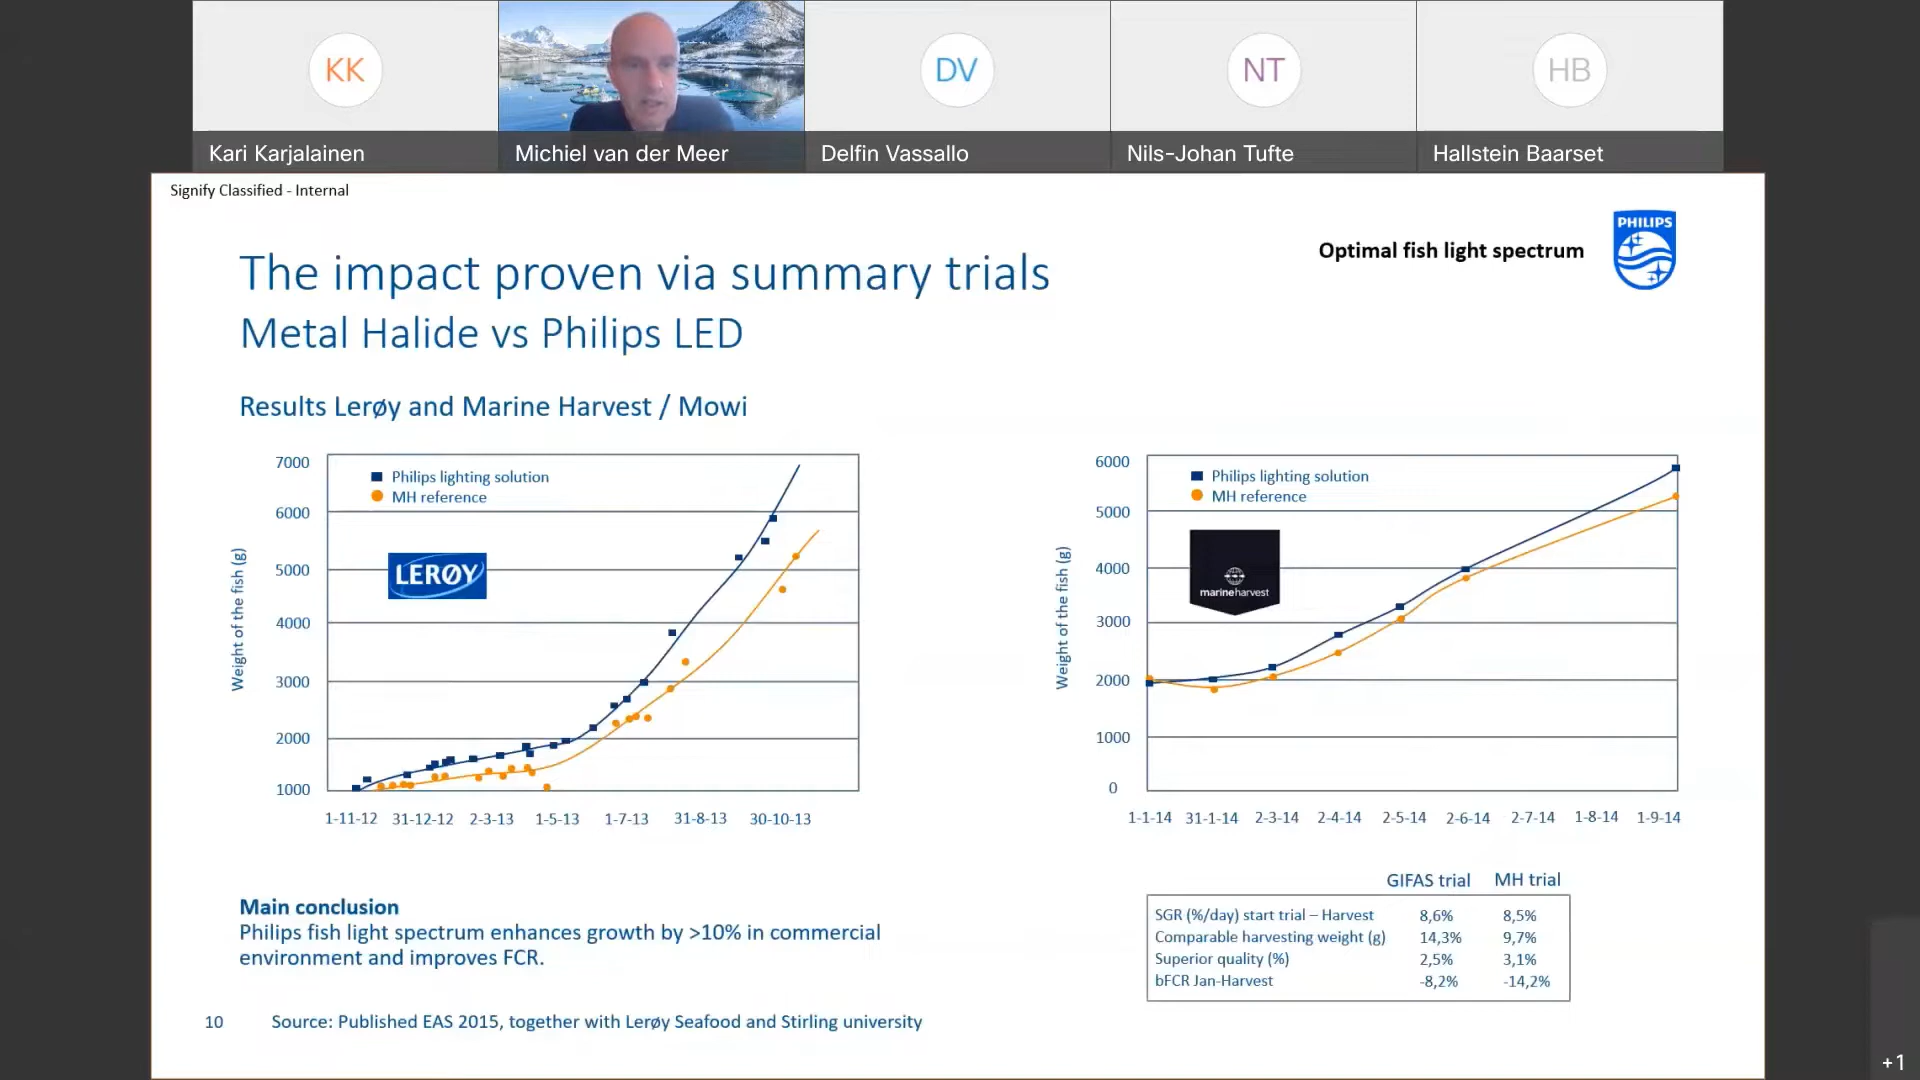 KK
DV
NT
HB
Kari Karjalainen
Michiel van der Meer
Delfin Vassallo
Nils-Johan Tufte
Hallstein Baarset
Signify Classified - Internal
The impact proven via summary trials
Metal Halide vs Philips LED
Optimal fish light spectrum
PHILIPS
Results Lerøy and Marine Harvest / Mowi
Weight of the fish (g)
7000
6000
5000
4000
3000
2000
1000
Philips lighting solution
MH reference
LERØY
1-11-12 31-12-12 2-3-13 1-5-13 1-7-13 31-8-13 30-10-13
Weight of the fish (g)
6000
5000
4000
3000
2000
1000
0
Philips lighting solution
MH reference
marineharvest
1-1-14 31-1-14 2-3-14 2-4-14 2-5-14 2-6-14 2-7-14 1-8-14 1-9-14
Main conclusion
Philips fish light spectrum enhances growth by >10% in commercial
environment and improves FCR.
GIFAS trial MH trial
SGR (%/day) start trial – Harvest 8,6% 8,5%
Comparable harvesting weight (g) 14,3% 9,7%
Superior quality (%) 2,5% 3,1%
bFCR Jan-Harvest -8,2% -14,2%
10 Source: Published EAS 2015, together with Lerøy Seafood and Stirling university
+1